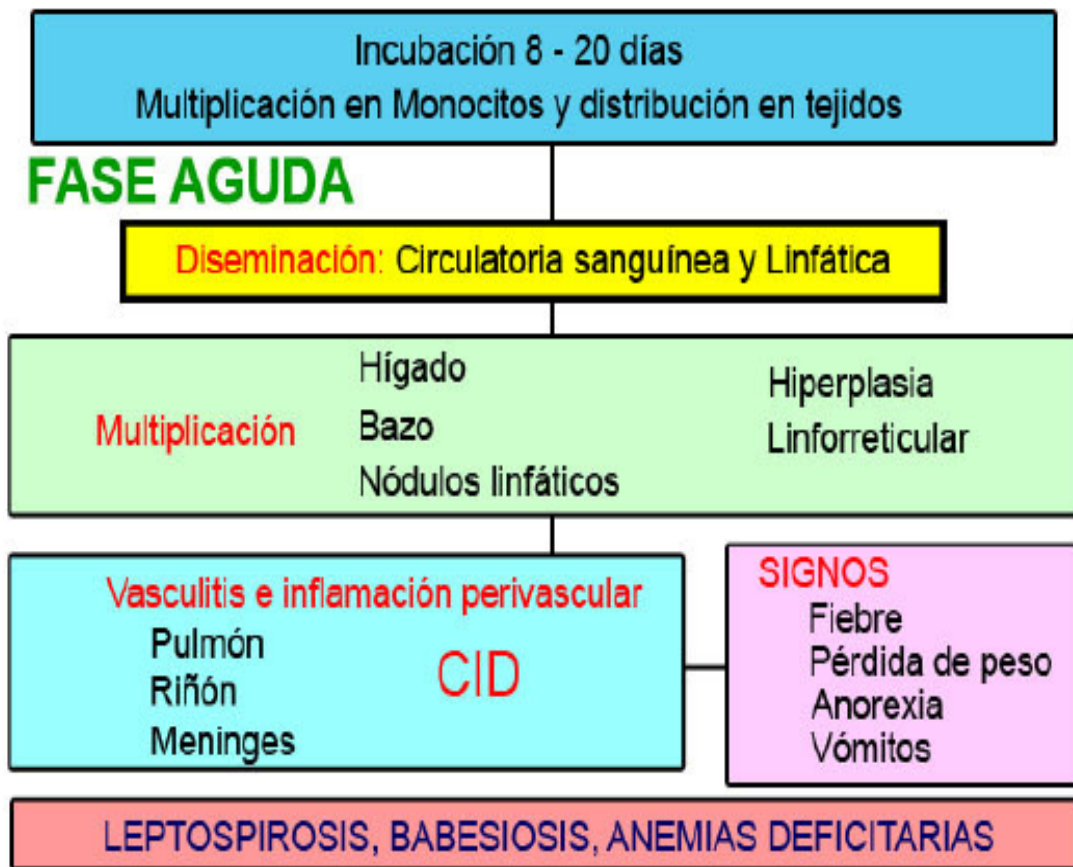 Incubación 8 - 20 días
Multiplicación en Monocitos y distribución en tejidos
FASE AGUDA
Diseminación: Circulatoria sanguínea y Linfática
Multiplicación
Hígado
Bazo
Nódulos linfáticos
Hiperplasia
Linforreticular
Vasculitis e inflamación perivascular
Pulmón
Riñón
Meninges
CID
SIGNOS
Fiebre
Pérdida de peso
Anorexia
Vómitos
LEPTOSPIROSIS, BABESIOSIS, ANEMIAS DEFICITARIAS